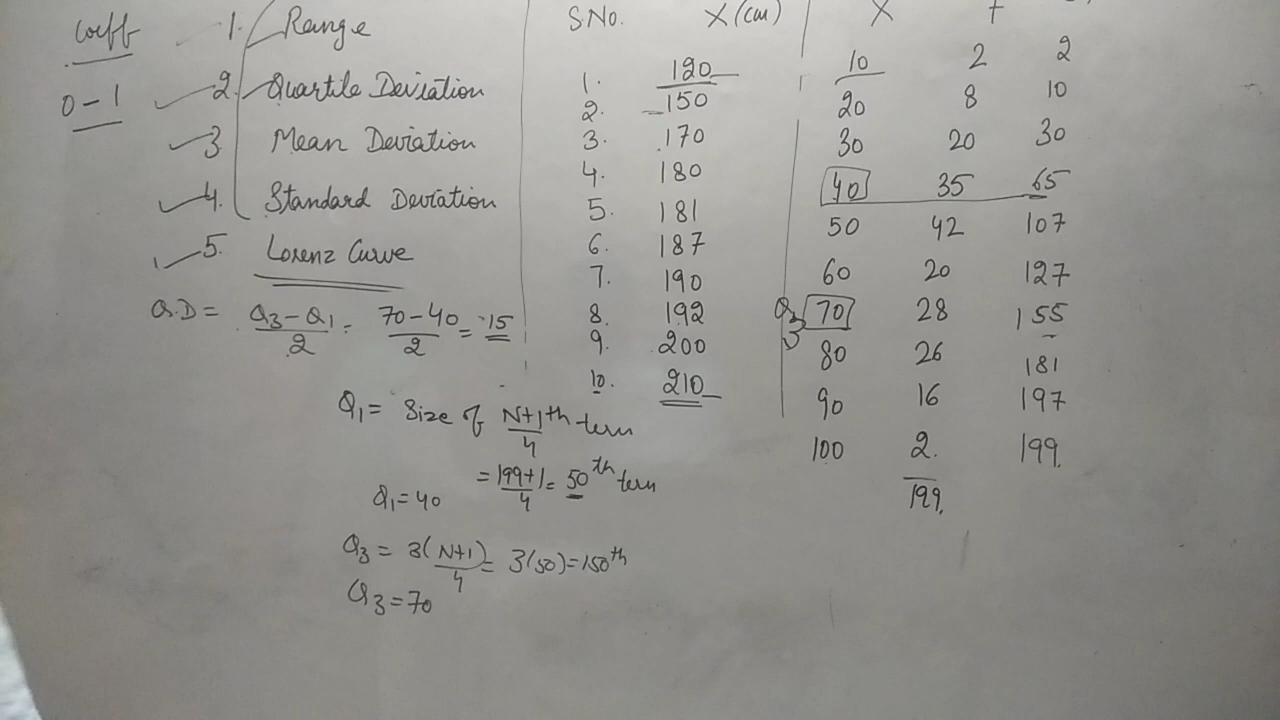 Coeff
0 - 1
1. Range
2. Quartile Deviation
3. Mean Deviation
4. Standard Deviation
5. Lorenz Curve
Q.D = Q3 - Q1 / 2 = 70 - 40 / 2 = 15
S.No. X (cm)
1. 120
2. 150
3. 170
4. 180
5. 181
6. 187
7. 190
8. 192
9. 200
10. 210
X f
10 2 2
20 8 10
30 20 30
40 35 65
50 42 107
60 20 127
Q3 70 28 155
80 26 181
90 16 197
100 2. 199.
199.
Q1 = Size of N+1 / 4 th term
= 199+1 / 4 = 50th term
Q1 = 40
Q3 = 3(N+1) / 4 = 3(50) = 150th
Q3 = 70